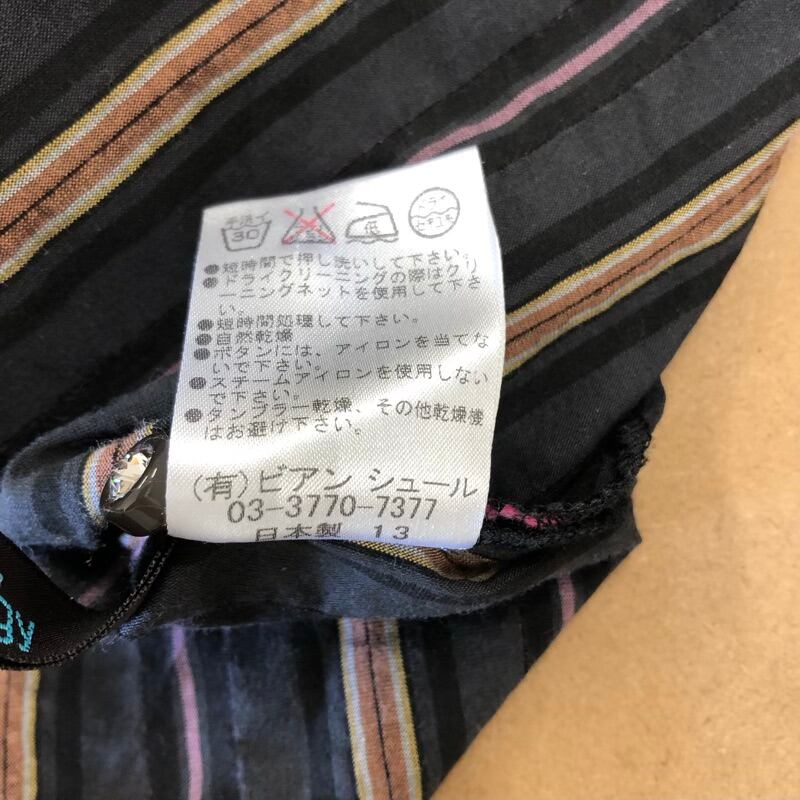 手洗イ 30 低 ドライ セキユ系
●短時間で押し洗いして下さい。
●ドライクリーニングの際はクリ
ーニングネットを使用して下さ
い。
●短時間処理して下さい。
●自然乾燥
●ボタンには、アイロンを当てな
いで下さい。
●スチームアイロンを使用しない
で下さい。
●タンブラー乾燥、その他乾燥機
はお避け下さい。
(有)ビアン シュール
03-3770-7377
日本製 13